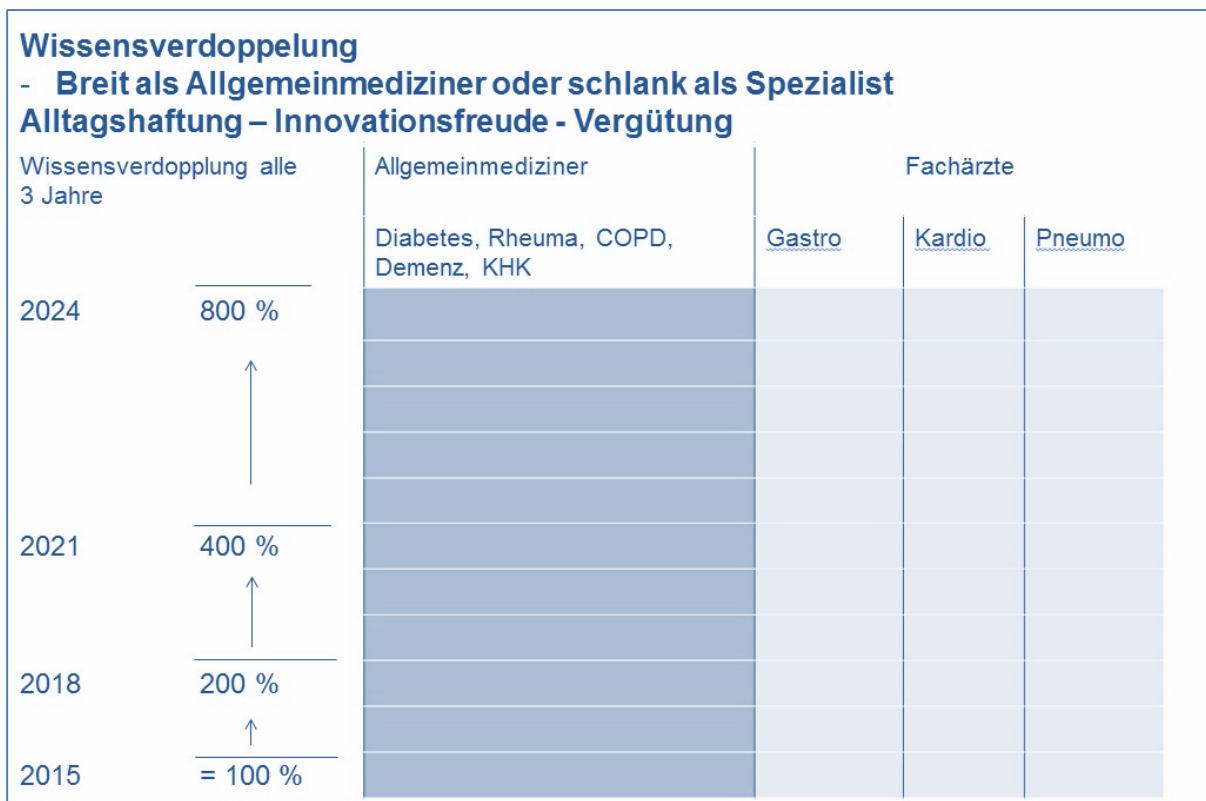 Wissensverdoppelung
- Breit als Allgemeinmediziner oder schlank als Spezialist
Alltagshaftung – Innovationsfreude - Vergütung
Wissensverdopplung alle
3 Jahre
Allgemeinmediziner
Fachärzte
Diabetes, Rheuma, COPD,
Demenz, KHK
Gastro
Kardio
Pneumo
2024 800 %
2021 400 %
2018 200 %
2015 = 100 %